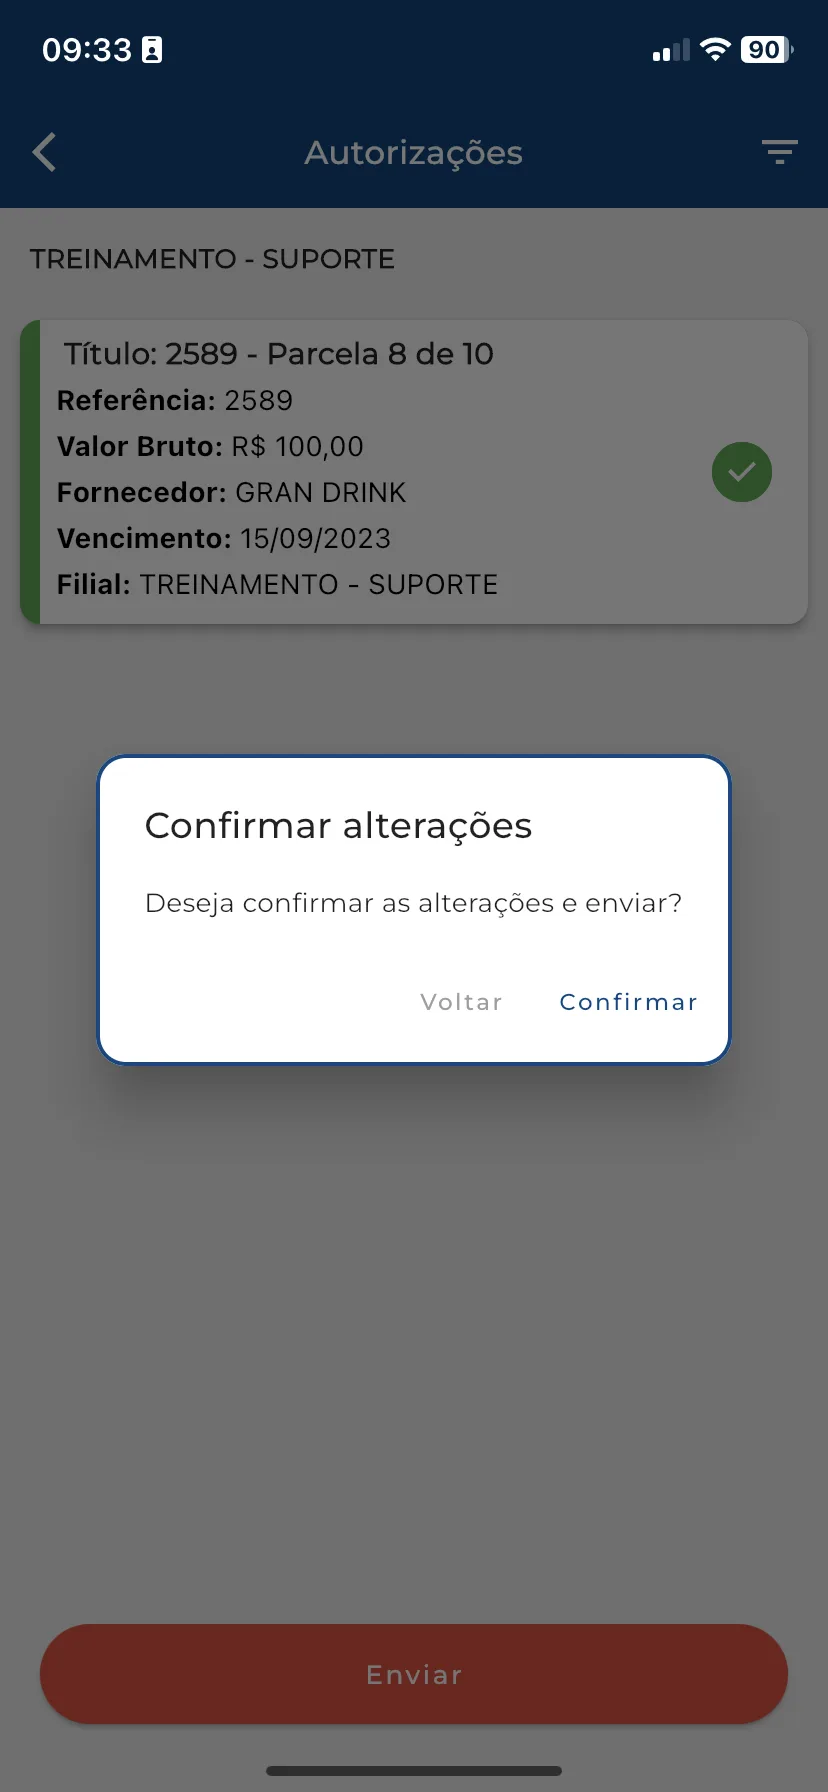 09:33
90
Autorizações
TREINAMENTO - SUPORTE
Título: 2589 - Parcela 8 de 10
Referência: 2589
Valor Bruto: R$ 100,00
Fornecedor: GRAN DRINK
Vencimento: 15/09/2023
Filial: TREINAMENTO - SUPORTE
Confirmar alterações
Deseja confirmar as alterações e enviar?
Voltar Confirmar
Enviar